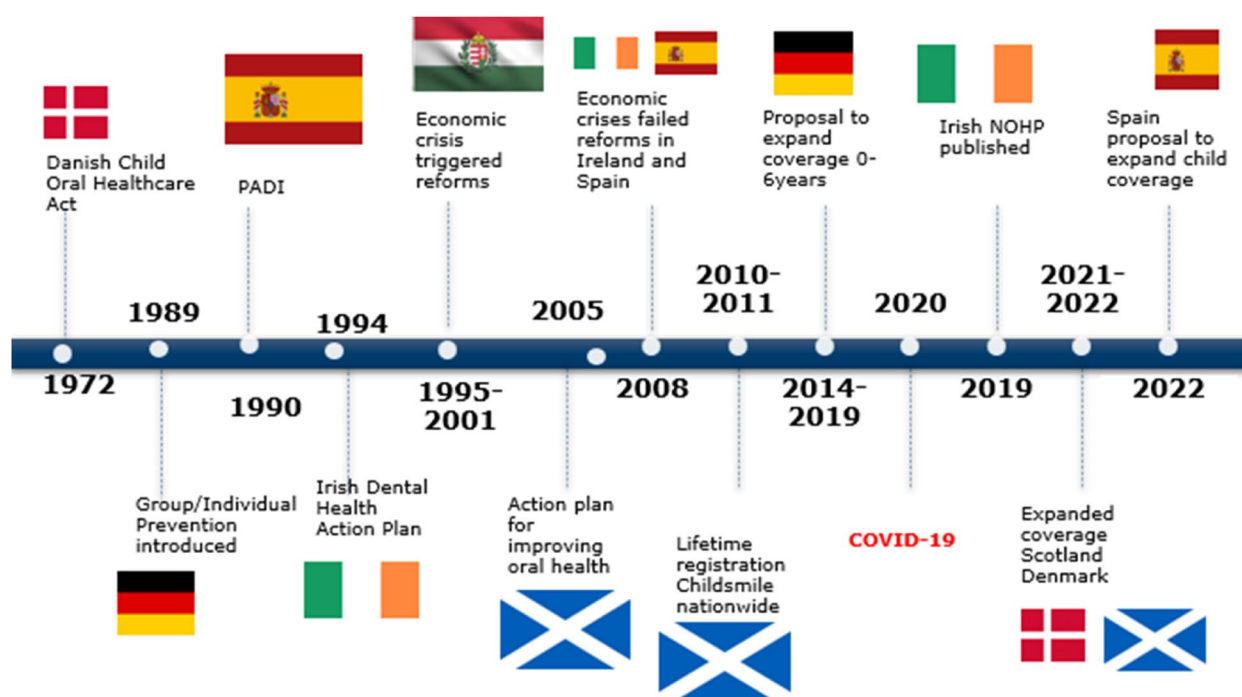 Danish Child
Oral Healthcare
Act
PADI
Economic
crisis
triggered
reforms
Economic
crises failed
reforms in
Ireland and
Spain
Proposal to
expand
coverage 0-
6years
Irish NOHP
published
Spain
proposal to
expand child
coverage
1989
1994
2005
2010-
2011
2020
2021-
2022
1972
1990
1995-
2001
2008
2014-
2019
2019
2022
Group/Individual
Prevention
introduced
Irish Dental
Health
Action Plan
Action plan
for
improving
oral health
Lifetime
registration
Childsmile
nationwide
COVID-19
Expanded
coverage
Scotland
Denmark